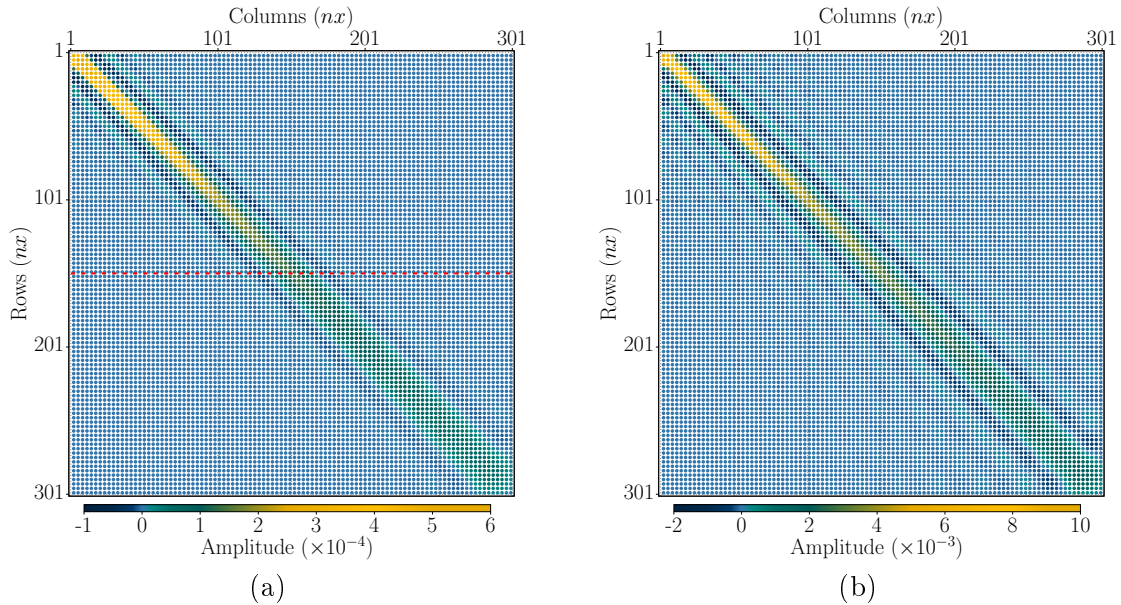 Columns (nx)
1 101 201 301
1
101
201
301
Rows (nx)
-1 0 1 2 3 4 5 6
Amplitude (×10⁻⁴)
(a)
Columns (nx)
1 101 201 301
1
101
201
301
Rows (nx)
-2 0 2 4 6 8 10
Amplitude (×10⁻³)
(b)